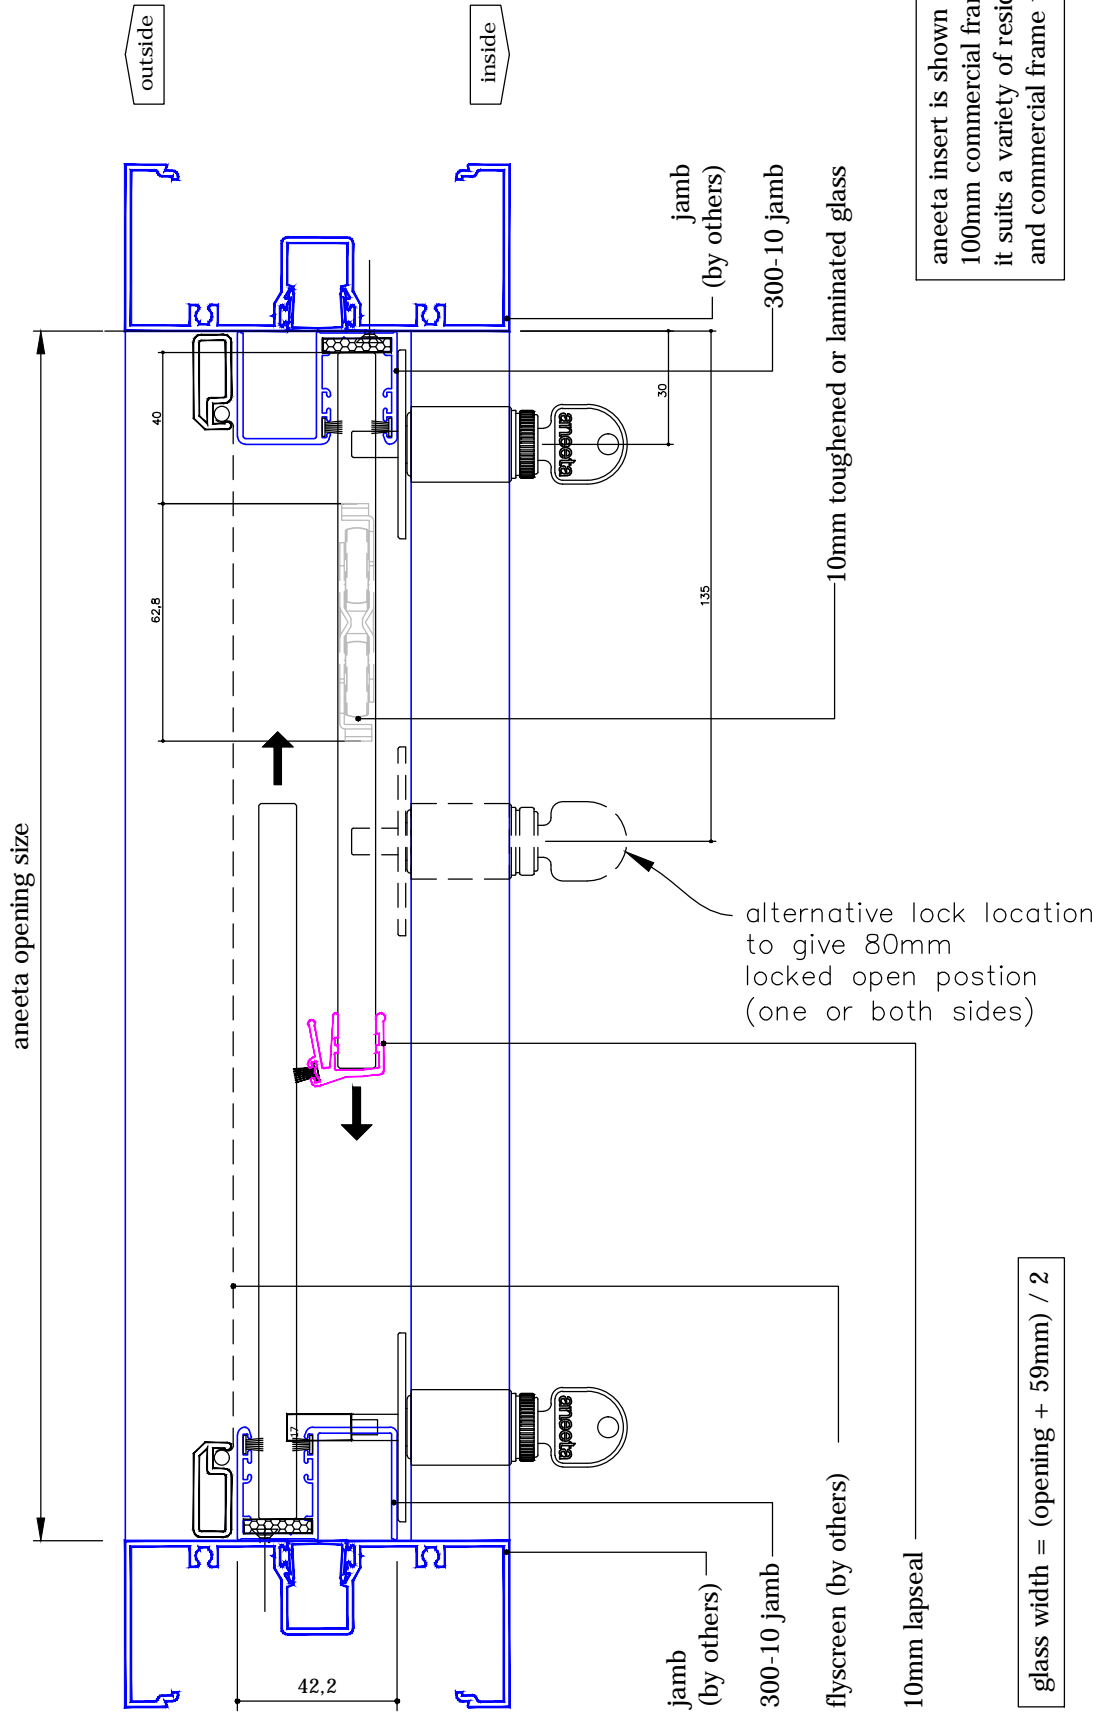 outside
inside
aneeta insert is shown
100mm commercial fran
it suits a variety of resid
and commercial frame
jamb
(by others)
300-10 jamb
10mm toughened or laminated glass
aneeta opening size
40
62,8
30
135
aneeta
alternative lock location
to give 80mm
locked open postion
(one or both sides)
17
aneeta
42,2
jamb
(by others)
300-10 jamb
flyscreen (by others)
10mm lapseal
glass width = (opening + 59mm) / 2